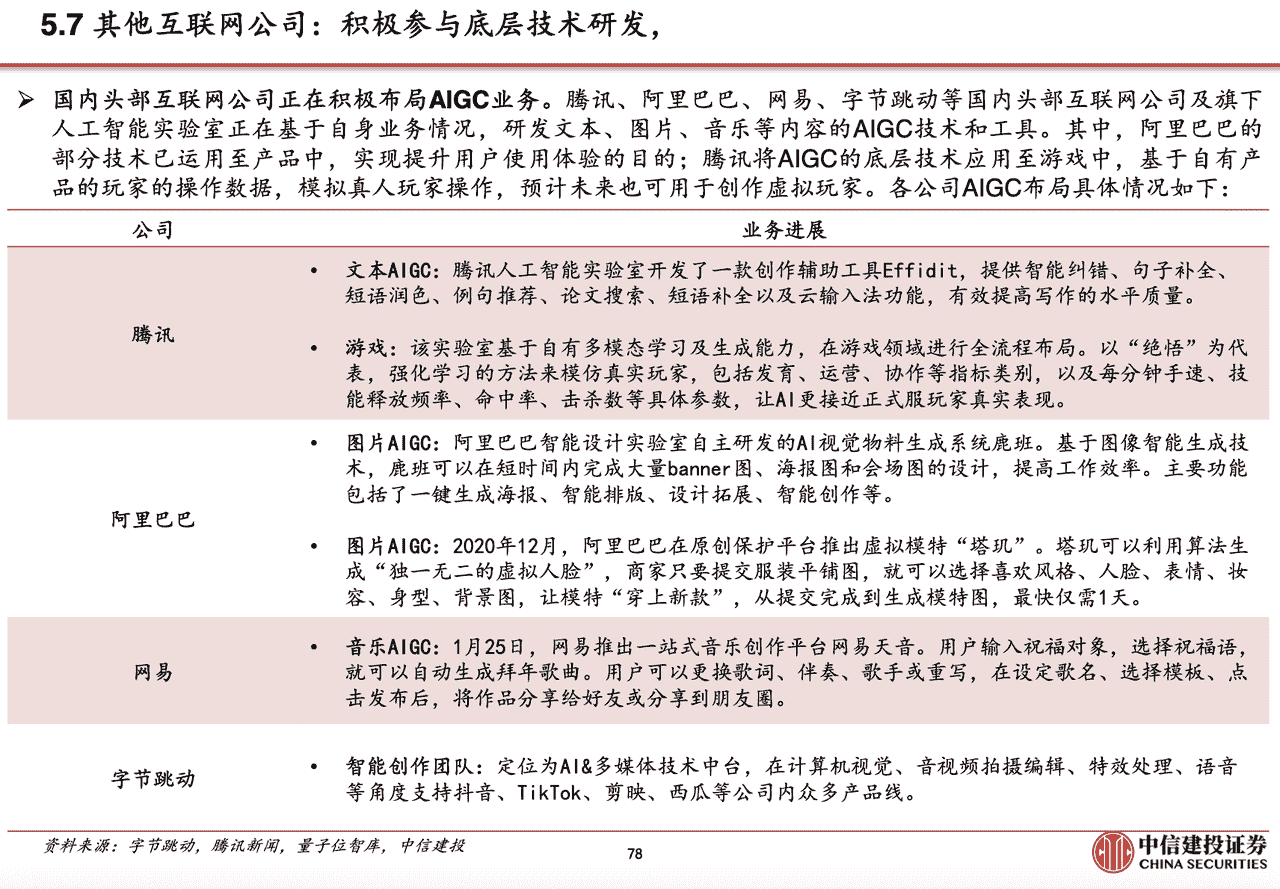 5.7 其他互联网公司：积极参与底层技术研发，
➢ 国内头部互联网公司正在积极布局AIGC业务。腾讯、阿里巴巴、网易、字节跳动等国内头部互联网公司及旗下
人工智能实验室正在基于自身业务情况，研发文本、图片、音乐等内容的AIGC技术和工具。其中，阿里巴巴的
部分技术已运用至产品中，实现提升用户使用体验的目的；腾讯将AIGC的底层技术应用至游戏中，基于自有产
品的玩家的操作数据，模拟真人玩家操作，预计未来也可用于创作虚拟玩家。各公司AIGC布局具体情况如下：
公司 业务进展
腾讯
• 文本AIGC：腾讯人工智能实验室开发了一款创作辅助工具Effidit，提供智能纠错、句子补全、
短语润色、例句推荐、论文搜索、短语补全以及云输入法功能，有效提高写作的水平质量。
• 游戏：该实验室基于自有多模态学习及生成能力，在游戏领域进行全流程布局。以“绝悟”为代
表，强化学习的方法来模仿真实玩家，包括发育、运营、协作等指标类别，以及每分钟手速、技
能释放频率、命中率、击杀数等具体参数，让AI更接近正式服玩家真实表现。
阿里巴巴
• 图片AIGC：阿里巴巴智能设计实验室自主研发的AI视觉物料生成系统鹿班。基于图像智能生成技
术，鹿班可以在短时间内完成大量banner图、海报图和会场图的设计，提高工作效率。主要功能
包括了一键生成海报、智能排版、设计拓展、智能创作等。
• 图片AIGC：2020年12月，阿里巴巴在原创保护平台推出虚拟模特“塔玑”。塔玑可以利用算法生
成“独一无二的虚拟人脸”，商家只要提交服装平铺图，就可以选择喜欢风格、人脸、表情、妆
容、身型、背景图，让模特“穿上新款”，从提交完成到生成模特图，最快仅需1天。
网易
• 音乐AIGC：1月25日，网易推出一站式音乐创作平台网易天音。用户输入祝福对象，选择祝福语，
就可以自动生成拜年歌曲。用户可以更换歌词、伴奏、歌手或重写，在设定歌名、选择模板、点
击发布后，将作品分享给好友或分享到朋友圈。
字节跳动
• 智能创作团队：定位为AI&多媒体技术中台，在计算机视觉、音视频拍摄编辑、特效处理、语音
等角度支持抖音、TikTok、剪映、西瓜等公司内众多产品线。
资料来源：字节跳动，腾讯新闻，量子位智库，中信建投
78
中信建投证券
CHINA SECURITIES